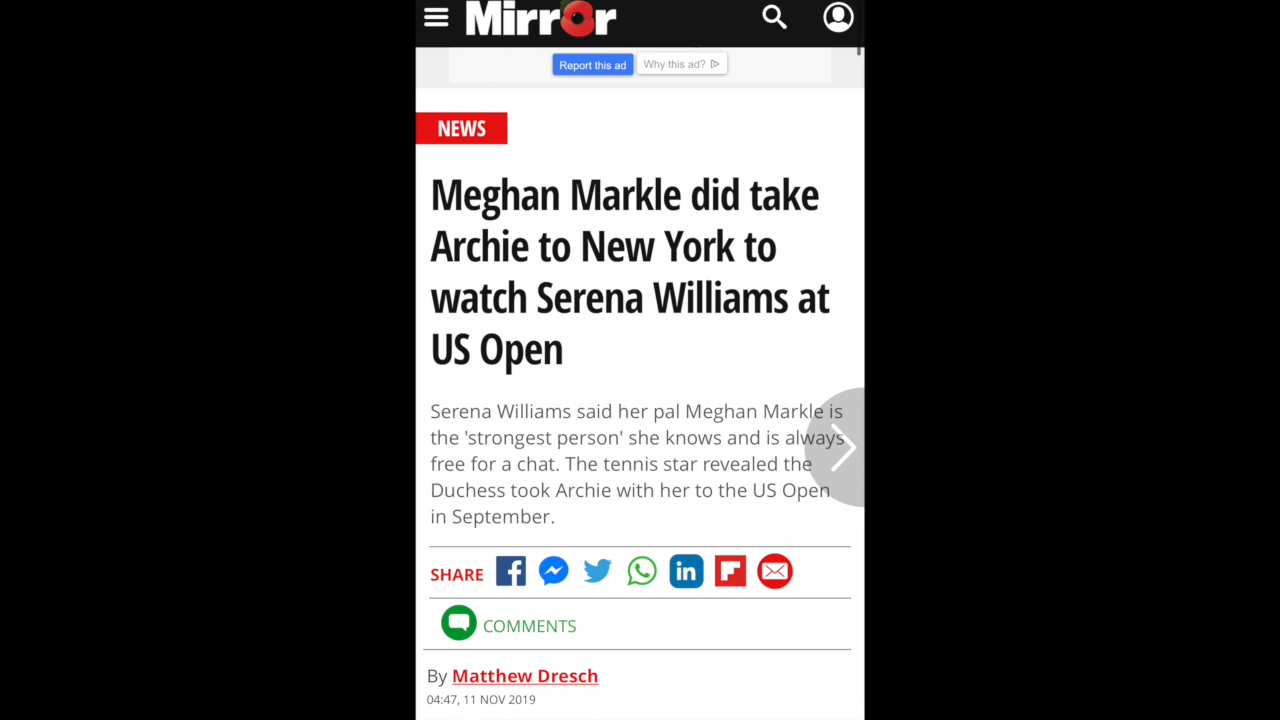 Mirror
Report this ad
Why this ad?
NEWS
Meghan Markle did take
Archie to New York to
watch Serena Williams at
US Open
Serena Williams said her pal Meghan Markle is
the 'strongest person' she knows and is always
free for a chat. The tennis star revealed the
Duchess took Archie with her to the US Open
in September.
SHARE
COMMENTS
By Matthew Dresch
04:47, 11 NOV 2019